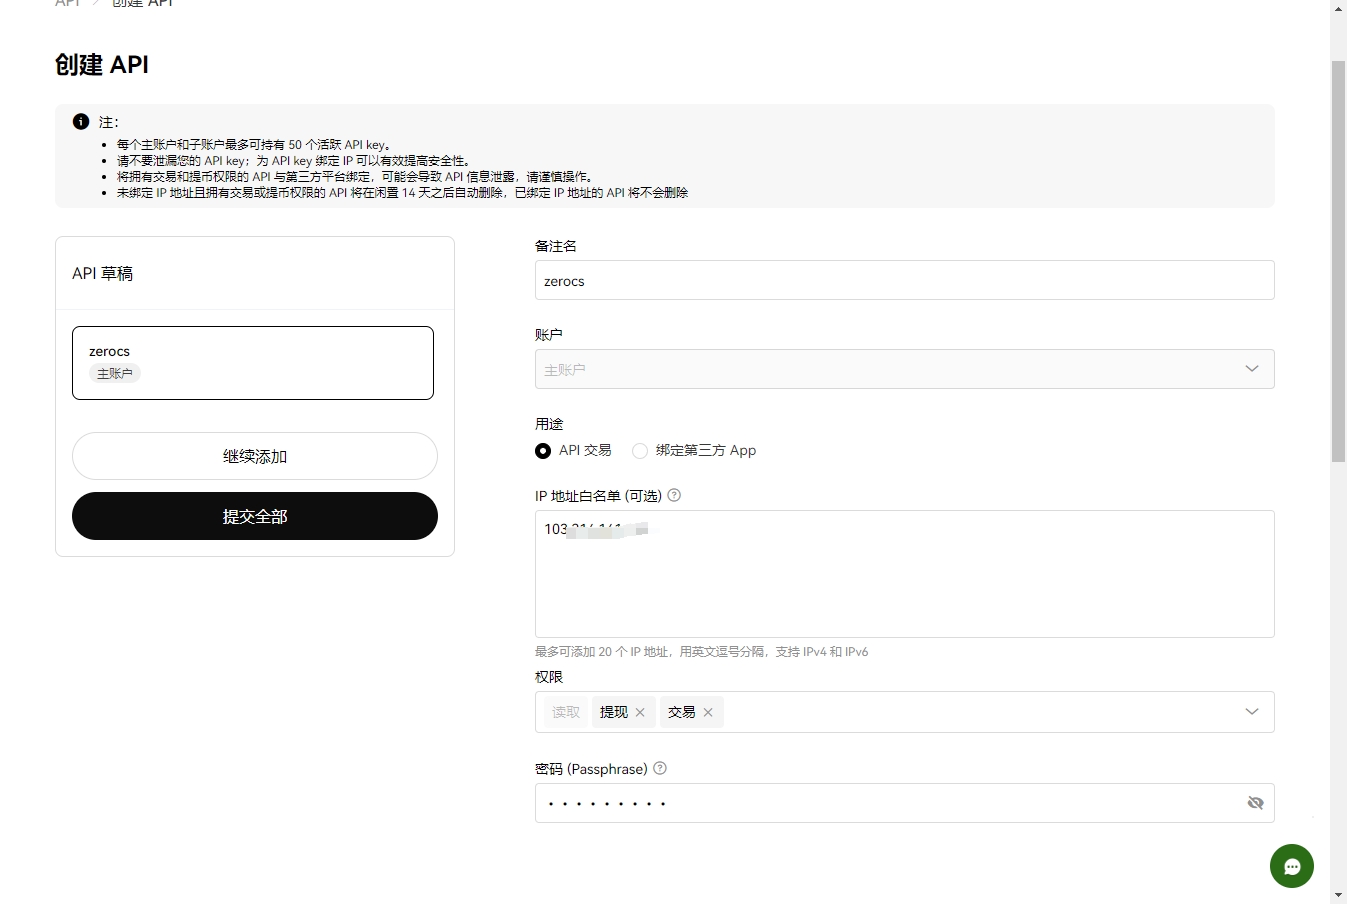 API > 创建 API
创建 API
注：
每个主账户和子账户最多可持有 50 个活跃 API key。
请不要泄漏您的 API key；为 API key 绑定 IP 可以有效提高安全性。
将拥有交易和提币权限的 API 与第三方平台绑定，可能会导致 API 信息泄露，请谨慎操作。
未绑定 IP 地址且拥有交易或提币权限的 API 将在闲置 14 天之后自动删除，已绑定 IP 地址的 API 将不会删除
API 草稿
zerocs
主账户
继续添加
提交全部
备注名
zerocs
账户
主账户
用途
API 交易 绑定第三方 App
IP 地址白名单 (可选)
103
最多可添加 20 个 IP 地址，用英文逗号分隔，支持 IPv4 和 IPv6
权限
读取 提现 交易
密码 (Passphrase)